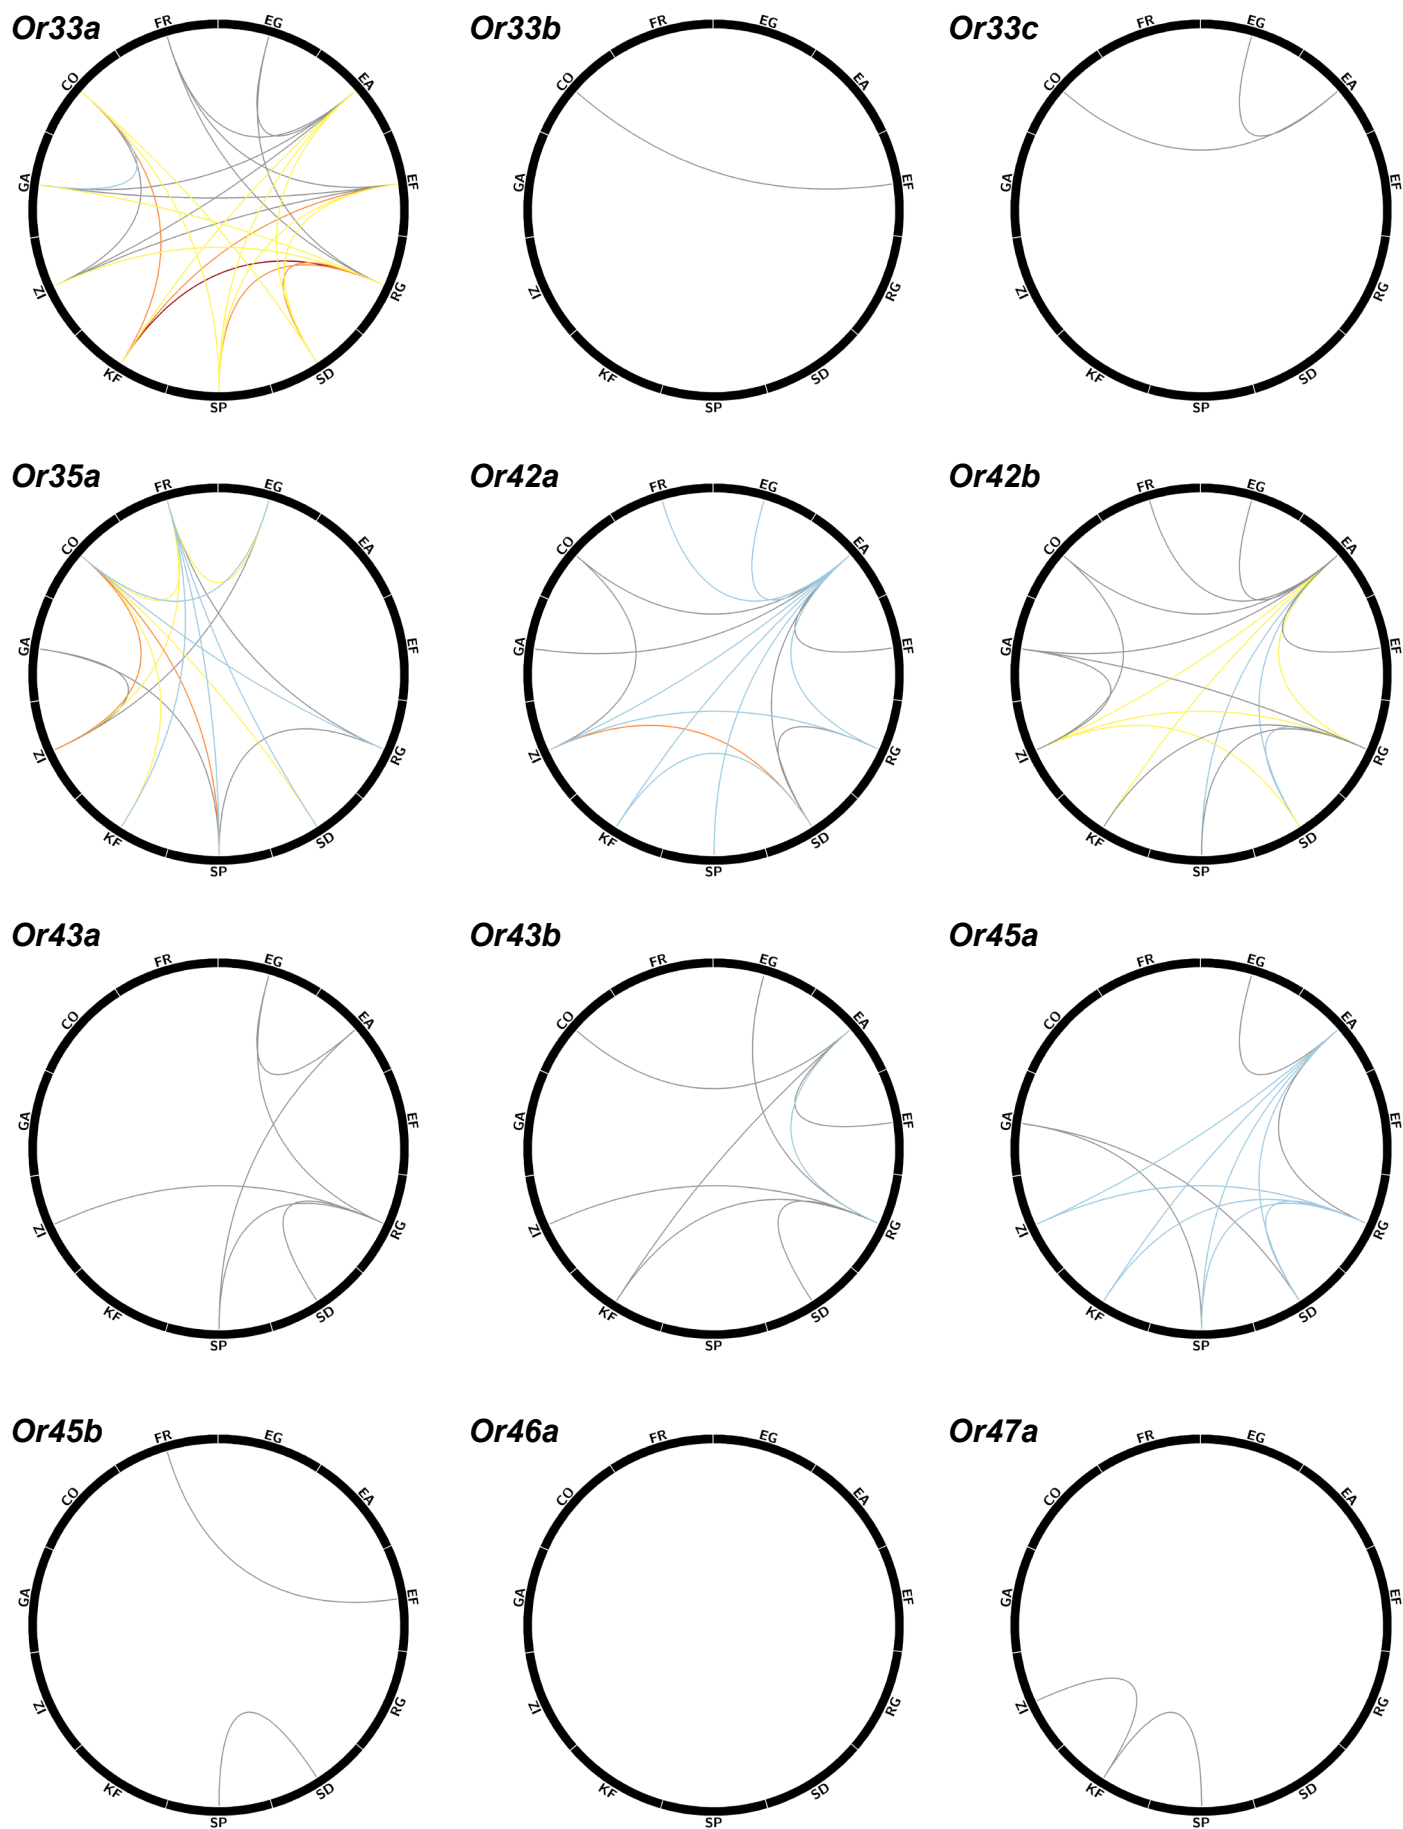 Or33a
Or33b
Or33c
FR EG EA EF RG SD SP KF ZI GA CO
FR EG EA EF RG SD SP KF ZI GA CO
FR EG EA EF RG SD SP KF ZI GA CO
Or35a
Or42a
Or42b
FR EG EA EF RG SD SP KF ZI GA CO
FR EG EA EF RG SD SP KF ZI GA CO
FR EG EA EF RG SD SP KF ZI GA CO
Or43a
Or43b
Or45a
FR EG EA EF RG SD SP KF ZI GA CO
FR EG EA EF RG SD SP KF ZI GA CO
FR EG EA EF RG SD SP KF ZI GA CO
Or45b
Or46a
Or47a
FR EG EA EF RG SD SP KF ZI GA CO
FR EG EA EF RG SD SP KF ZI GA CO
FR EG EA EF RG SD SP KF ZI GA CO